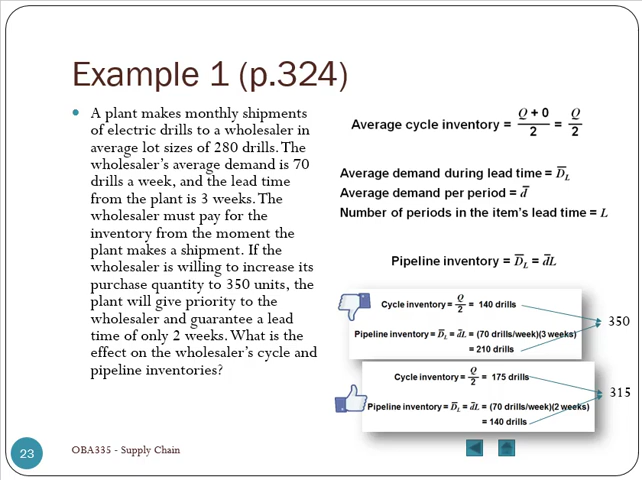 Example 1 (p.324)
A plant makes monthly shipments
of electric drills to a wholesaler in
average lot sizes of 280 drills. The
wholesaler's average demand is 70
drills a week, and the lead time
from the plant is 3 weeks. The
wholesaler must pay for the
inventory from the moment the
plant makes a shipment. If the
wholesaler is willing to increase its
purchase quantity to 350 units, the
plant will give priority to the
wholesaler and guarantee a lead
time of only 2 weeks. What is the
effect on the wholesaler's cycle and
pipeline inventories?
Average cycle inventory = Q + 0 / 2 = Q / 2
Average demand during lead time = D̅L
Average demand per period = d̅
Number of periods in the item's lead time = L
Pipeline inventory = D̅L = d̅L
Cycle inventory = Q / 2 = 140 drills
Pipeline inventory = D̅L = d̅L = (70 drills/week)(3 weeks)
= 210 drills
350
Cycle inventory = Q / 2 = 175 drills
Pipeline inventory = D̅L = d̅L = (70 drills/week)(2 weeks)
= 140 drills
315
23
OBA335 - Supply Chain